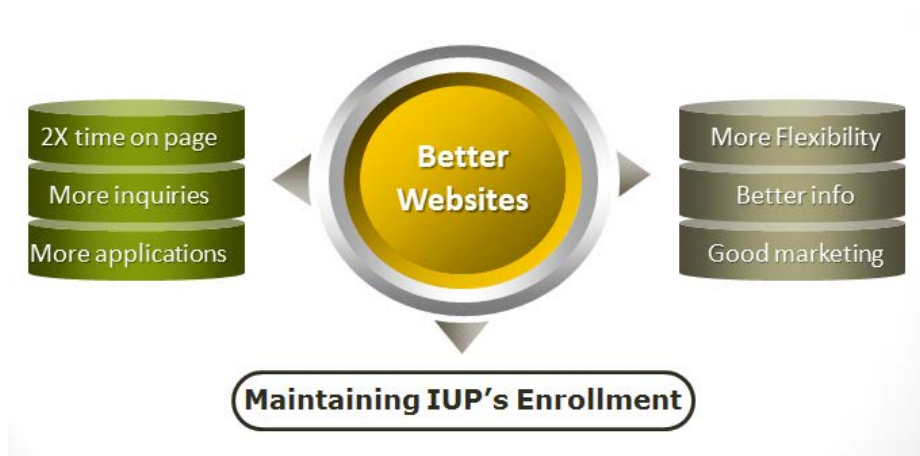 2X time on page
More inquiries
More applications
Better
Websites
More Flexibility
Better info
Good marketing
Maintaining IUP's Enrollment